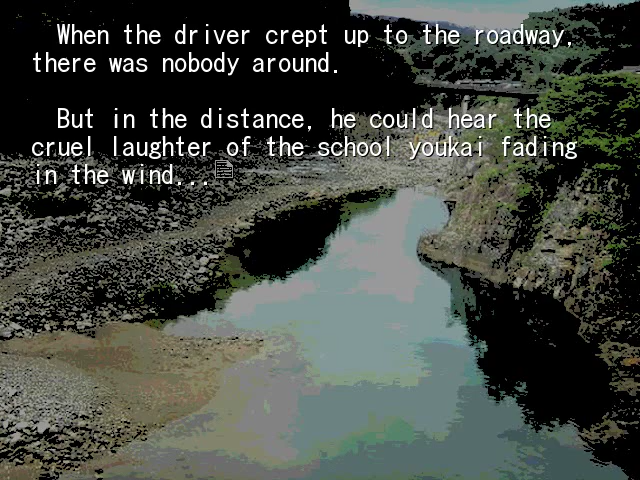 When the driver crept up to the roadway,
there was nobody around.
But in the distance, he could hear the
cruel laughter of the school youkai fading
in the wind...